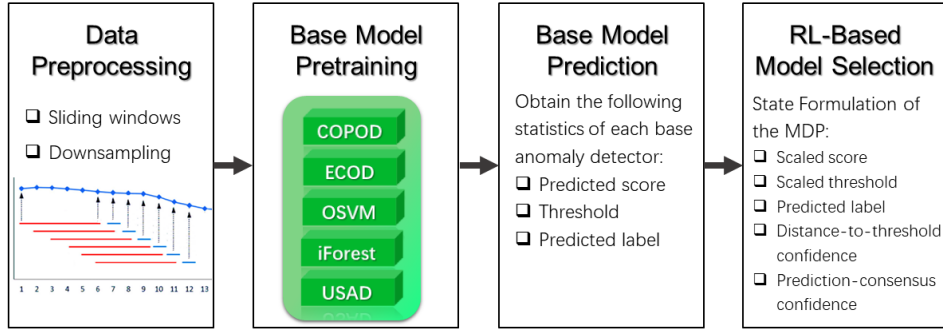 Data
Preprocessing
Sliding windows
Downsampling
1 2 3 4 5 6 7 8 9 10 11 12 13
Base Model
Pretraining
COPOD
ECOD
OSVM
iForest
USAD
Base Model
Prediction
Obtain the following
statistics of each base
anomaly detector:
Predicted score
Threshold
Predicted label
RL-Based
Model Selection
State Formulation of
the MDP:
Scaled score
Scaled threshold
Predicted label
Distance-to-threshold
confidence
Prediction-consensus
confidence